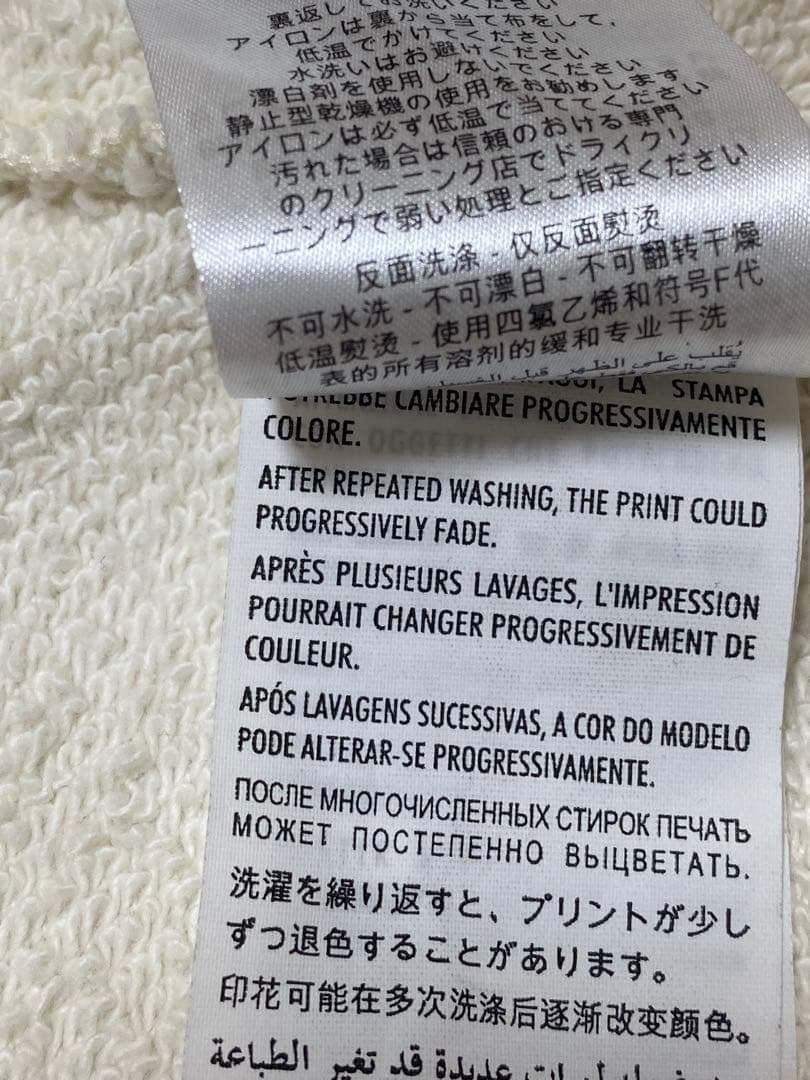 裏返してお洗いください
アイロンは裏から当て布をして、
低温でかけてください
水洗いはお避けください
漂白剤を使用しないでください
静止型乾燥機の使用をお勧めします
アイロンは必ず低温で当ててください
汚れた場合は信頼のおける専門
のクリーニング店でドライクリ
ーニングで弱い処理とご指定ください
反面洗涤 - 仅反面熨烫
不可水洗 - 不可漂白 - 不可翻转干燥
低温熨烫 - 使用四氯乙烯和符号F代
表的所有溶剂的缓和专业干洗
يُقلب على الظهر قبل
LA STAMPA
POTREBBE CAMBIARE PROGRESSIVAMENTE
COLORE.
AFTER REPEATED WASHING, THE PRINT COULD
PROGRESSIVELY FADE.
APRÈS PLUSIEURS LAVAGES, L'IMPRESSION
POURRAIT CHANGER PROGRESSIVEMENT DE
COULEUR.
APÓS LAVAGENS SUCESSIVAS, A COR DO MODELO
PODE ALTERAR-SE PROGRESSIVAMENTE.
ПОСЛЕ МНОГОЧИСЛЕННЫХ СТИРОК ПЕЧАТЬ
МОЖЕТ ПОСТЕПЕННО ВЫЦВЕТАТЬ.
洗濯を繰り返すと、プリントが少し
ずつ退色することがあります。
印花可能在多次洗涤后逐渐改变颜色。
عديدة قد تغير الطباعة